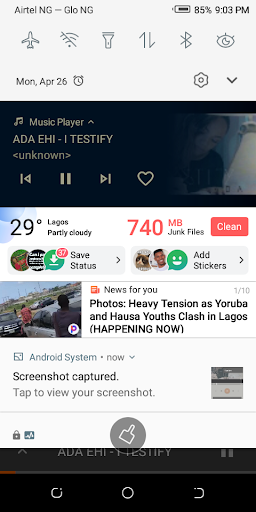 Airtel NG — Glo NG
85% 9:03 PM
Mon, Apr 26
Music Player
ADA EHI - I TESTIFY
<unknown>
29° Lagos
Partly cloudy
740 MB
Junk Files
Clean
37
Save
Status
Add
Stickers
News for you
1/10
Photos: Heavy Tension as Yoruba
and Hausa Youths Clash in Lagos
(HAPPENING NOW)
Android System • now
Screenshot captured.
Tap to view your screenshot.
ADA EHI - I TESTIFY